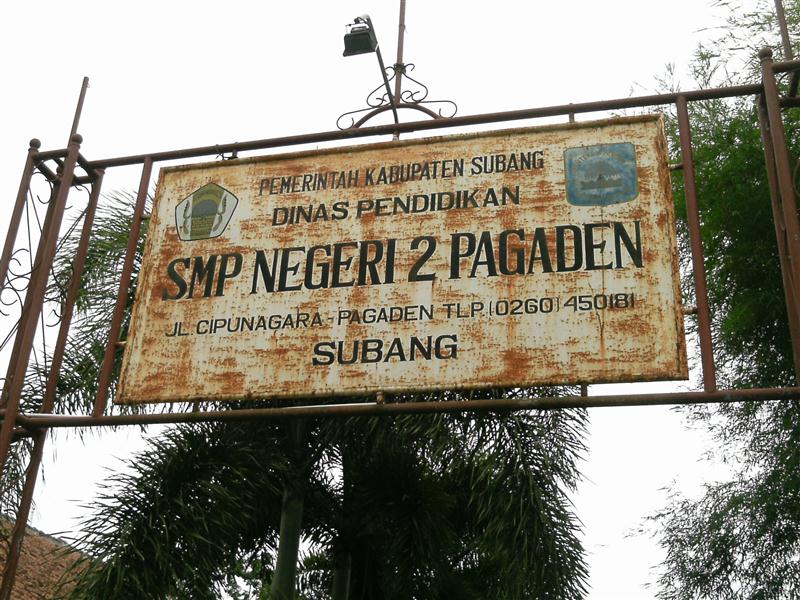 PEMERINTAH KABUPATEN SUBANG
DINAS PENDIDIKAN
SMP NEGERI 2 PAGADEN
JL. CIPUNAGARA - PAGADEN TLP. (0260) 450181
SUBANG